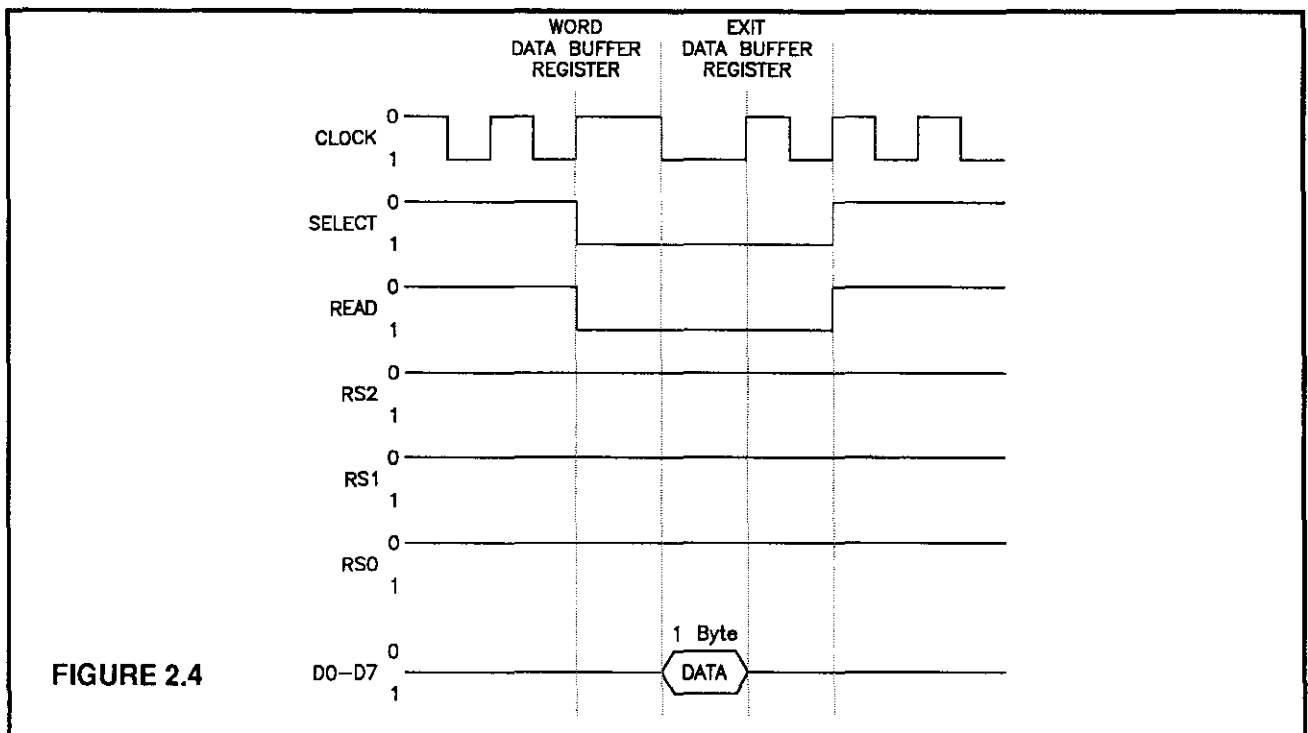 WORD
DATA BUFFER
REGISTER
EXIT
DATA BUFFER
REGISTER
CLOCK
0
1
SELECT
0
1
READ
0
1
RS2
0
1
RS1
0
1
RS0
0
1
1 Byte
FIGURE 2.4
D0-D7
0
1
DATA